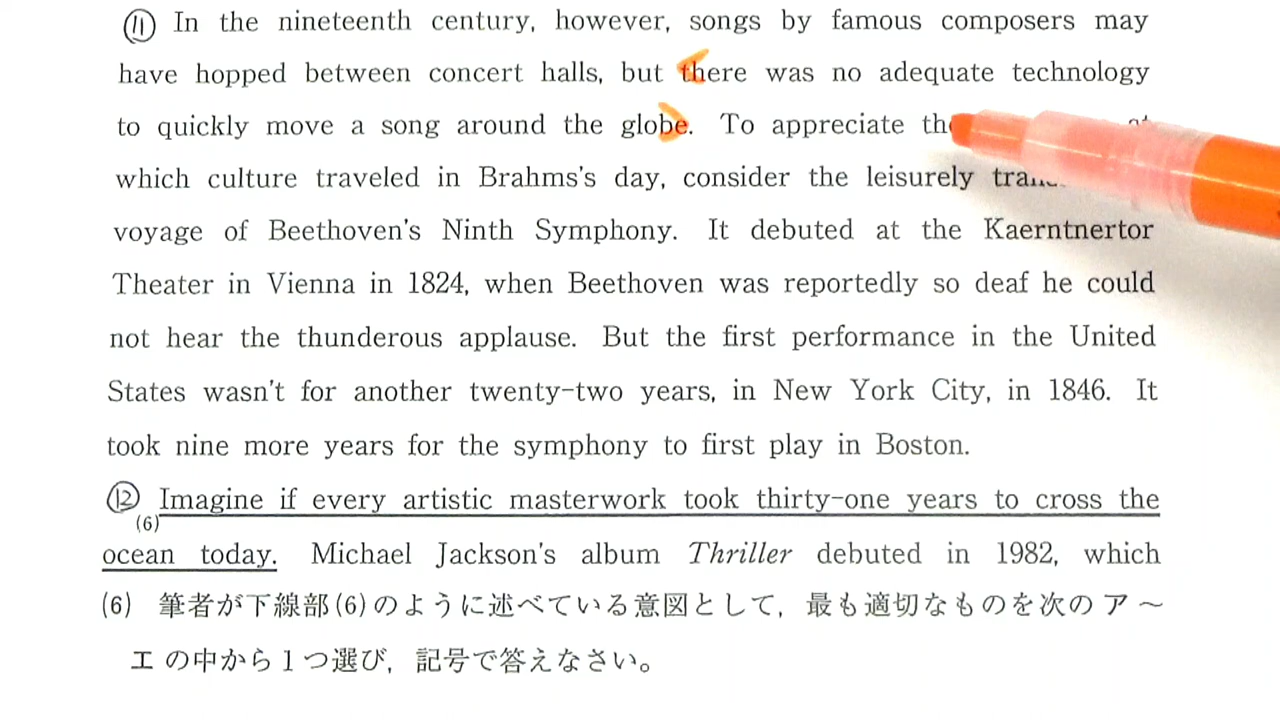 ⑪ In the nineteenth century, however, songs by famous composers may
have hopped between concert halls, but there was no adequate technology
to quickly move a song around the globe. To appreciate
which culture traveled in Brahms's day, consider the leisurely
voyage of Beethoven's Ninth Symphony. It debuted at the Kaerntnertor
Theater in Vienna in 1824, when Beethoven was reportedly so deaf he could
not hear the thunderous applause. But the first performance in the United
States wasn't for another twenty-two years, in New York City, in 1846. It
took nine more years for the symphony to first play in Boston.
⑫ Imagine if every artistic masterwork took thirty-one years to cross the
(6)
ocean today. Michael Jackson's album Thriller debuted in 1982, which
(6) 筆者が下線部(6)のように述べている意図として，最も適切なものを次のア〜
エの中から1つ選び，記号で答えなさい。